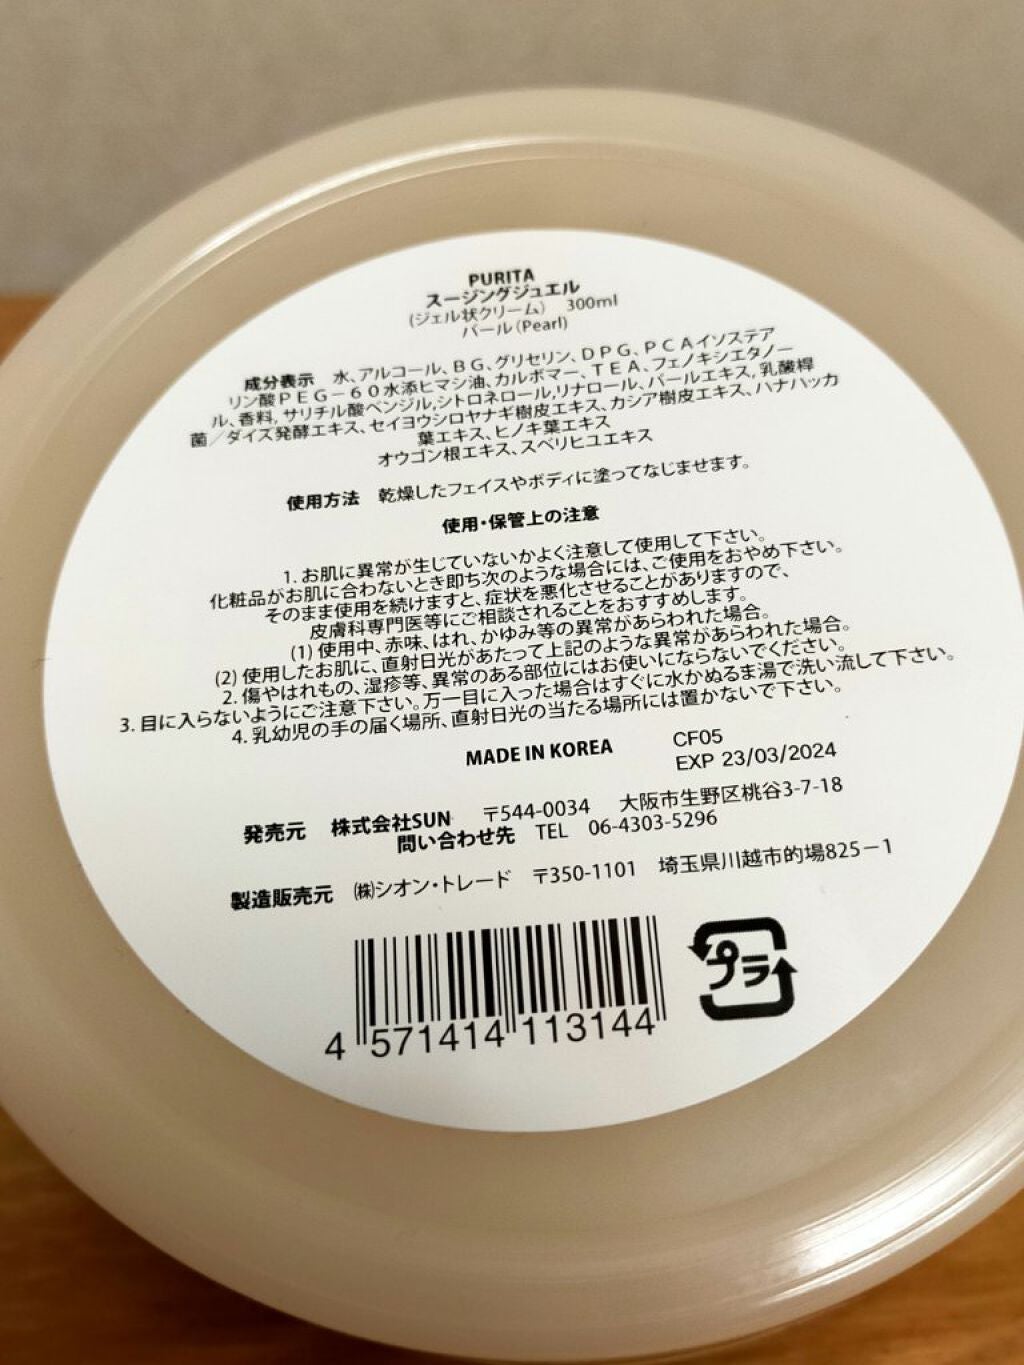 PURITA
スージングジュエル
(ジェル状クリーム) 300ml
パール(Pearl)
成分表示 水、アルコール、BG、グリセリン、DPG、PCAイソステア
リン酸PEG－60水添ヒマシ油、カルボマー、TEA、フェノキシエタノー
ル、香料,サリチル酸ベンジル,シトロネロール,リナロール、パールエキス,乳酸桿
菌／ダイズ発酵エキス、セイヨウシロヤナギ樹皮エキス、カシア樹皮エキス、ハナハッカ
葉エキス、ヒノキ葉エキス
オウゴン根エキス、スベリヒユエキス
使用方法 乾燥したフェイスやボディに塗ってなじませます。
使用・保管上の注意
1. お肌に異常が生じていないかよく注意して使用して下さい。
化粧品がお肌に合わないとき即ち次のような場合には、ご使用をおやめ下さい。
そのまま使用を続けますと、症状を悪化させることがありますので、
皮膚科専門医等にご相談されることをおすすめします。
(1) 使用中、赤味、はれ、かゆみ等の異常があらわれた場合。
(2) 使用したお肌に、直射日光があたって上記のような異常があらわれた場合。
2. 傷やはれもの、湿疹等、異常のある部位にはお使いにならないでください。
3. 目に入らないようにご注意下さい。万一目に入った場合はすぐに水かぬるま湯で洗い流して下さい。
4. 乳幼児の手の届く場所、直射日光の当たる場所には置かないで下さい。
MADE IN KOREA
CF05
EXP 23/03/2024
発売元 株式会社SUN 〒544-0034 大阪市生野区桃谷3-7-18
問い合わせ先 TEL 06-4303-5296
製造販売元 ㈱シオン・トレード 〒350-1101 埼玉県川越市的場825－1
4 571414 113144
プラ